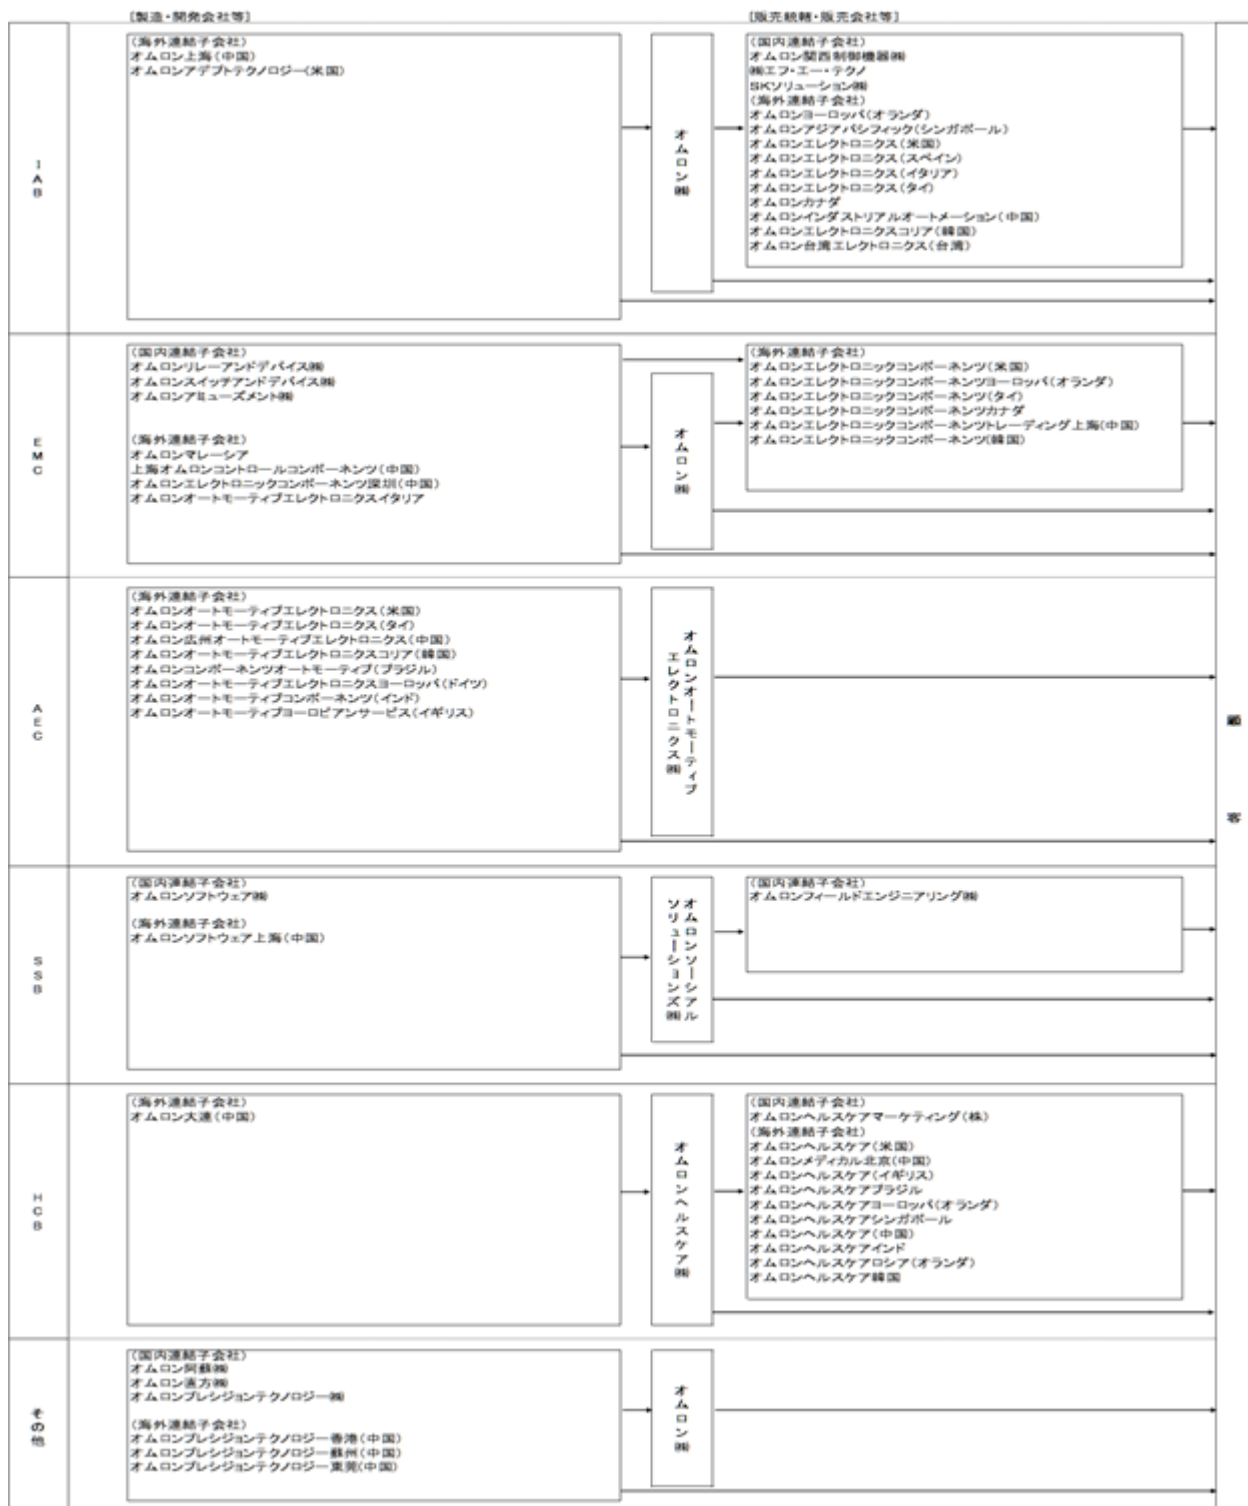 [製造・開発会社等]
[販売統轄・販売会社等]
IAB
(海外連結子会社)
オムロン上海(中国)
オムロンアデプトテクノロジー(米国)
オムロン㈱
(国内連結子会社)
オムロン関西制御機器㈱
㈱エフ・エー・テクノ
SKソリューション㈱
(海外連結子会社)
オムロンヨーロッパ(オランダ)
オムロンアジアパシフィック(シンガポール)
オムロンエレクトロニクス(米国)
オムロンエレクトロニクス(スペイン)
オムロンエレクトロニクス(イタリア)
オムロンエレクトロニクス(タイ)
オムロンカナダ
オムロンインダストリアルオートメーション(中国)
オムロンエレクトロニクスコリア(韓国)
オムロン台湾エレクトロニクス(台湾)
EMC
(国内連結子会社)
オムロンリレーアンドデバイス㈱
オムロンスイッチアンドデバイス㈱
オムロンアミューズメント㈱
(海外連結子会社)
オムロンマレーシア
上海オムロンコントロールコンポーネンツ(中国)
オムロンエレクトロニックコンポーネンツ深圳(中国)
オムロンオートモーティブエレクトロニクスイタリア
オムロン㈱
(海外連結子会社)
オムロンエレクトロニックコンポーネンツ(米国)
オムロンエレクトロニックコンポーネンツヨーロッパ(オランダ)
オムロンエレクトロニックコンポーネンツ(タイ)
オムロンエレクトロニックコンポーネンツカナダ
オムロンエレクトロニックコンポーネンツトレーディング上海(中国)
オムロンエレクトロニックコンポーネンツ(韓国)
AEC
(海外連結子会社)
オムロンオートモーティブエレクトロニクス(米国)
オムロンオートモーティブエレクトロニクス(タイ)
オムロン広州オートモーティブエレクトロニクス(中国)
オムロンオートモーティブエレクトロニクスコリア(韓国)
オムロンコンポーネンツオートモーティブ(ブラジル)
オムロンオートモーティブエレクトロニクスヨーロッパ(ドイツ)
オムロンオートモーティブコンポーネンツ(インド)
オムロンオートモーティブヨーロピアンサービス(イギリス)
オムロンオートモーティブ
エレクトロニクス㈱
顧客
SSB
(国内連結子会社)
オムロンソフトウェア㈱
(海外連結子会社)
オムロンソフトウェア上海(中国)
オムロンソーシアル
ソリューションズ㈱
(国内連結子会社)
オムロンフィールドエンジニアリング㈱
HCB
(海外連結子会社)
オムロン大連(中国)
オムロンヘルスケア㈱
(国内連結子会社)
オムロンヘルスケアマーケティング(株)
(海外連結子会社)
オムロンヘルスケア(米国)
オムロンメディカル北京(中国)
オムロンヘルスケア(イギリス)
オムロンヘルスケアブラジル
オムロンヘルスケアヨーロッパ(オランダ)
オムロンヘルスケアシンガポール
オムロンヘルスケア(中国)
オムロンヘルスケアインド
オムロンヘルスケアロシア(オランダ)
オムロンヘルスケア韓国
その他
(国内連結子会社)
オムロン阿蘇㈱
オムロン直方㈱
オムロンプレシジョンテクノロジー㈱
(海外連結子会社)
オムロンプレシジョンテクノロジー香港(中国)
オムロンプレシジョンテクノロジー蘇州(中国)
オムロンプレシジョンテクノロジー東莞(中国)
オムロン㈱